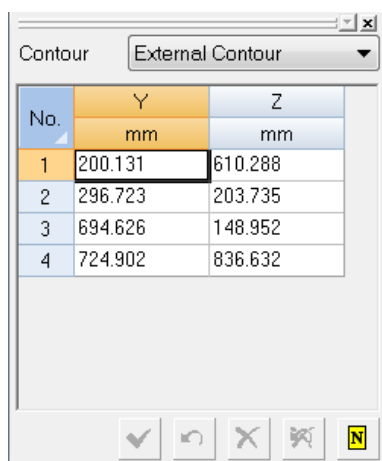 Contour External Contour
No. Y Z
mm mm
1 200.131 610.288
2 296.723 203.735
3 694.626 148.952
4 724.902 836.632
N